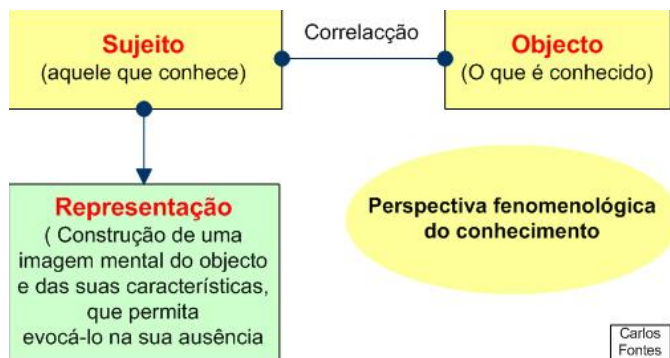 Sujeito
(aquele que conhece)
Correlacção
Objecto
(O que é conhecido)
Representação
( Construção de uma
imagem mental do objecto
e das suas características,
que permita
evocá-lo na sua ausência
Perspectiva fenomenológica
do conhecimento
Carlos
Fontes